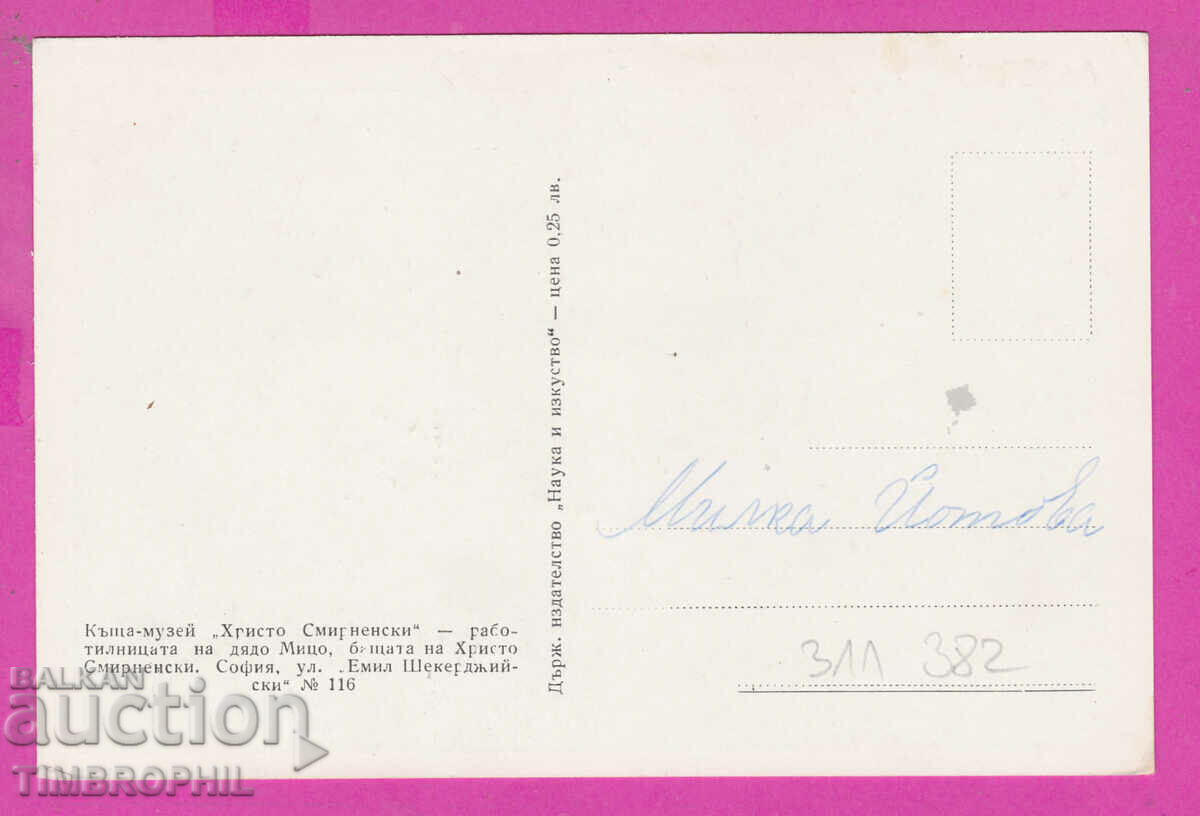 Къща-музей „Христо Смирненски“ — рабо-
тилницата на дядо Мицо, бащата на Христо
Смирненски. София, ул. „Емил Шекерджий-
ски“ № 116
Държ. издателство „Наука и изкуство“ — цена 0,25 лв.
Милка Йотова
311 382
BALKAN
auction
TIMBROPHIL